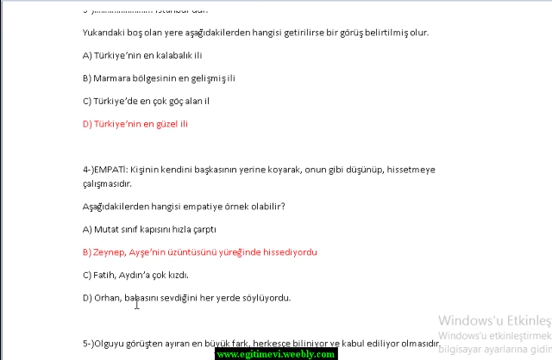 Yukarıdaki boş olan yere aşağıdakilerden hangisi getirilirse bir görüş belirtilmiş olur.
A) Türkiye'nin en kalabalık ili
B) Marmara bölgesinin en gelişmiş ili
C) Türkiye'de en çok göç alan il
D) Türkiye'nin en güzel ili
4-)EMPATİ: Kişinin kendini başkasının yerine koyarak, onun gibi düşünüp, hissetmeye
çalışmasıdır.
Aşağıdakilerden hangisi empatiye örnek olabilir?
A) Mutat sınıf kapısını hızla çarptı
B) Zeynep, Ayşe'nin üzüntüsünü yüreğinde hissediyordu
C) Fatih, Aydın'a çok kızdı.
D) Orhan, babasını sevdiğini her yerde söylüyordu.
Windows'u Etkinleş
Windows'u etkinleştirmek
bilgisayar ayarlarına gidin
5-)Olguyu görüşten ayıran en büyük fark, herkesçe biliniyor ve kabul ediliyor olmasıdır.
www.egitimevi.weebly.com